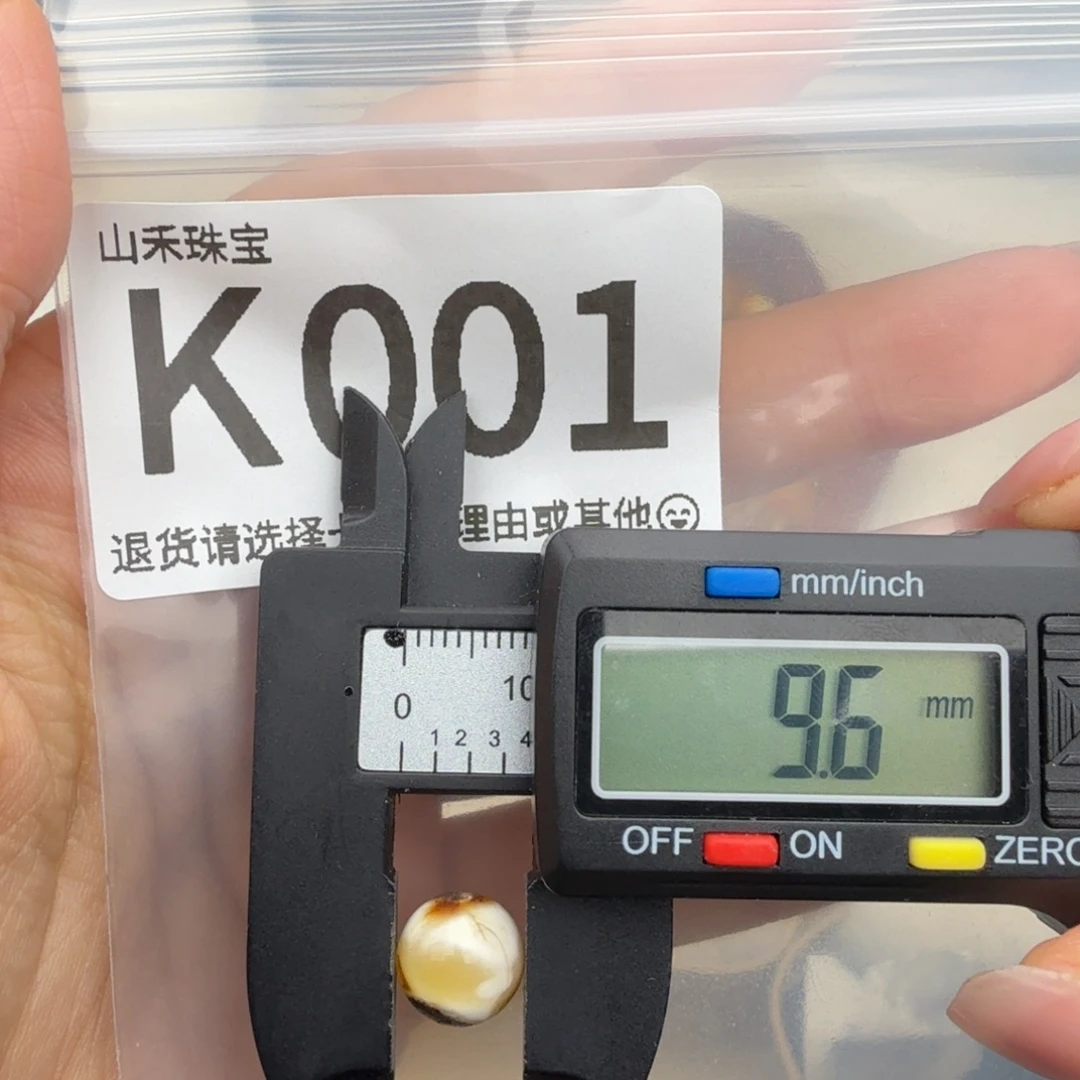 山禾珠宝
K001
退货请选择 理由或其他
mm/inch
0 10
1 2 3 4
9.6 mm
OFF ON ZERO